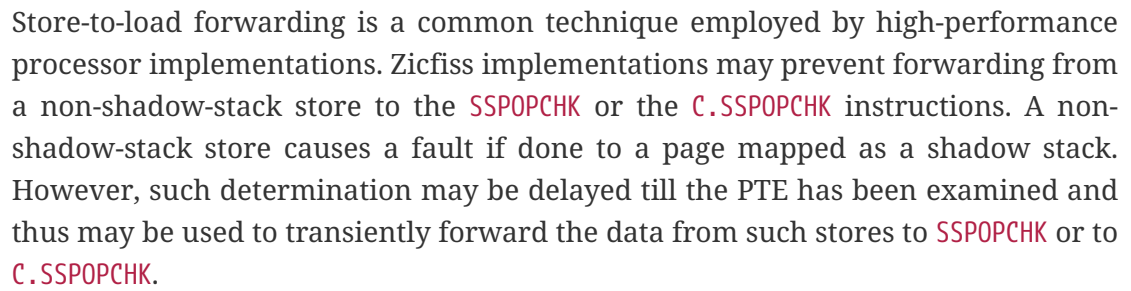 Store-to-load forwarding is a common technique employed by high-performance
processor implementations. Zicfiss implementations may prevent forwarding from
a non-shadow-stack store to the SSPOPCHK or the C.SSPOPCHK instructions. A non-
shadow-stack store causes a fault if done to a page mapped as a shadow stack.
However, such determination may be delayed till the PTE has been examined and
thus may be used to transiently forward the data from such stores to SSPOPCHK or to
C.SSPOPCHK.